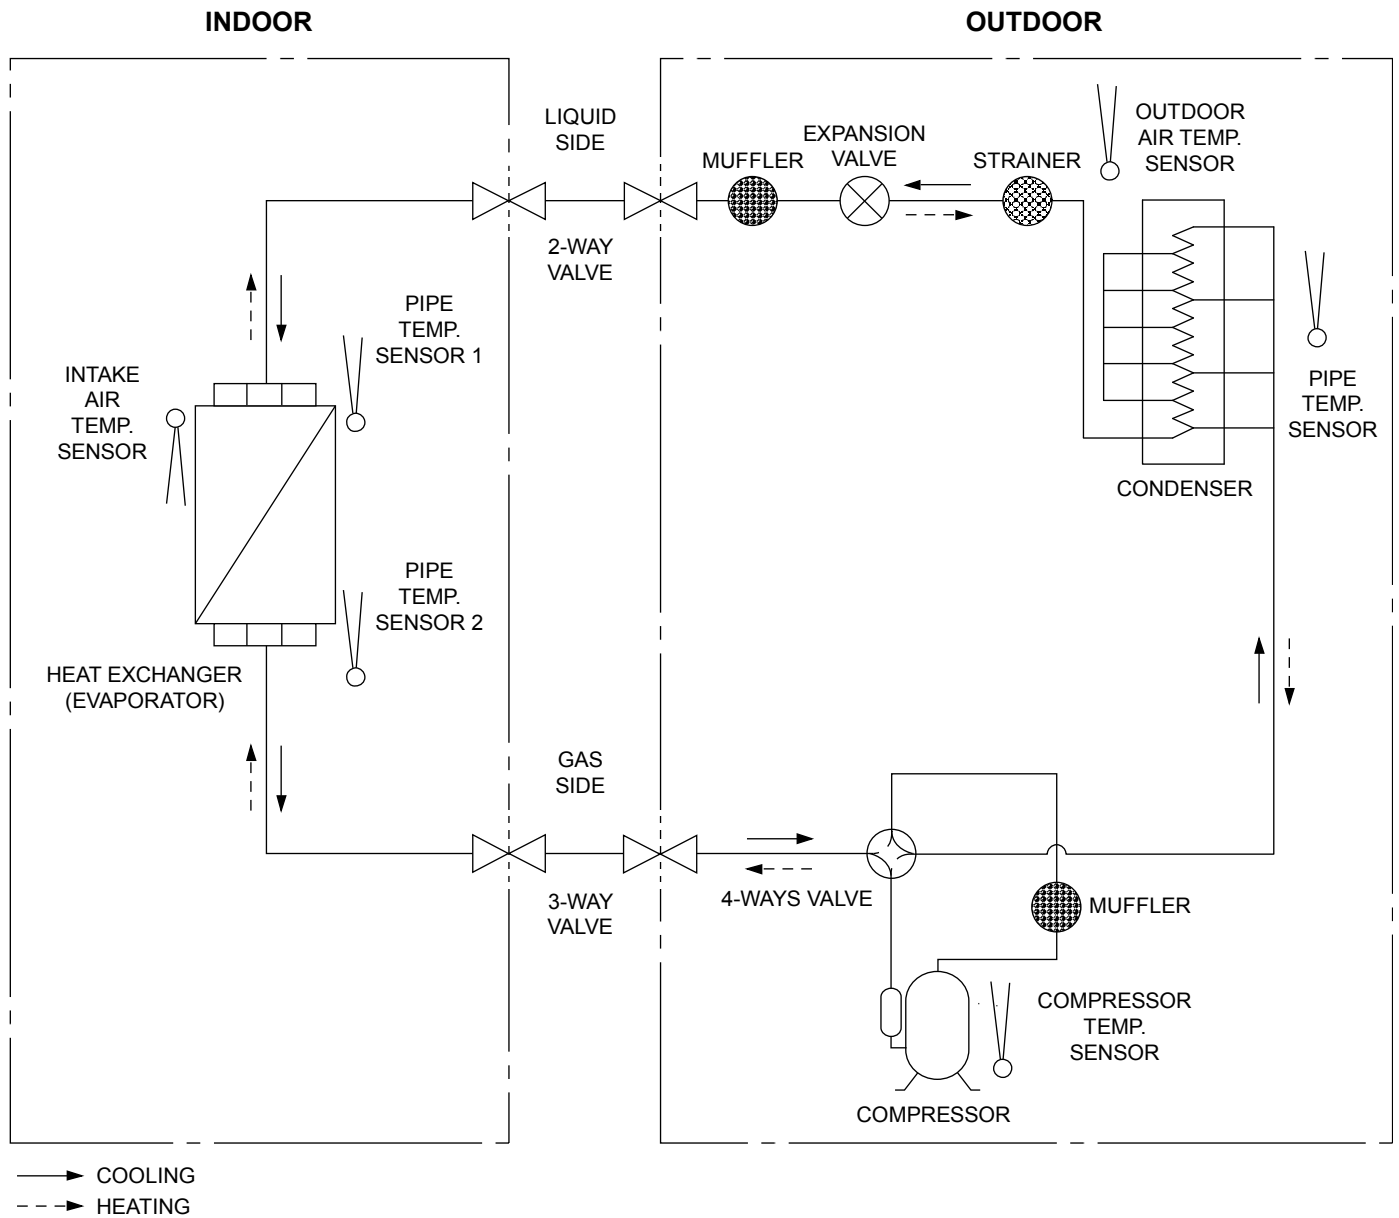 INDOOR
OUTDOOR
LIQUID
SIDE
MUFFLER
EXPANSION
VALVE
STRAINER
OUTDOOR
AIR TEMP.
SENSOR
2-WAY
VALVE
PIPE
TEMP.
SENSOR 1
INTAKE
AIR
TEMP.
SENSOR
PIPE
TEMP.
SENSOR
CONDENSER
PIPE
TEMP.
SENSOR 2
HEAT EXCHANGER
(EVAPORATOR)
GAS
SIDE
3-WAY
VALVE
4-WAYS VALVE
MUFFLER
COMPRESSOR
TEMP.
SENSOR
COMPRESSOR
COOLING
HEATING